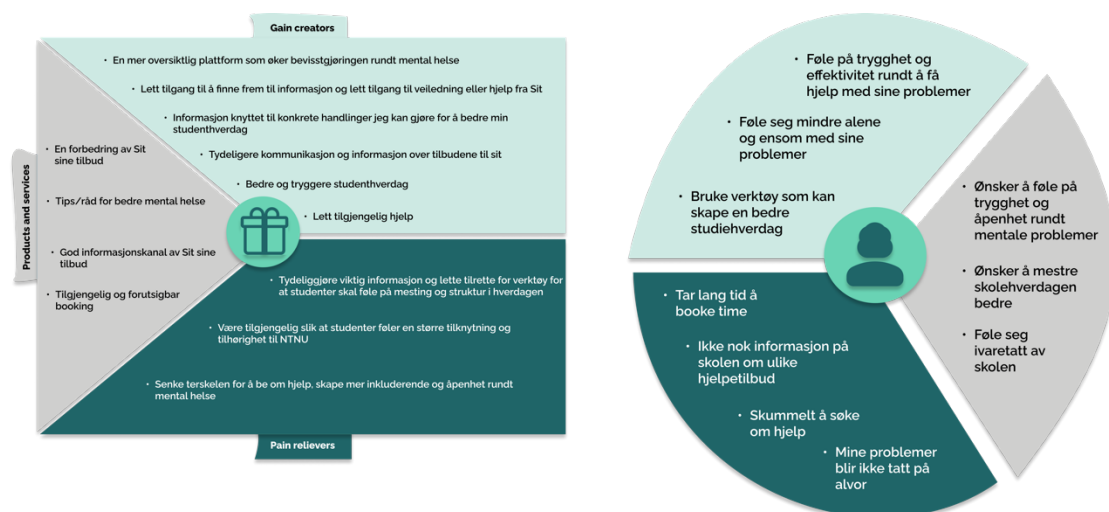 Gain creators
• En mer oversiktlig plattform som øker bevisstgjøringen rundt mental helse
• Lett tilgang til å finne frem til informasjon og lett tilgang til veiledning eller hjelp fra Sit
• Informasjon knyttet til konkrete handlinger jeg kan gjøre for å bedre min
studenthverdag
• Tydeligere kommunikasjon og informasjon over tilbudene til sit
• Bedre og tryggere studenthverdag
• Lett tilgjengelig hjelp
Products and services
• En forbedring av Sit
sine tilbud
• Tips/råd for bedre mental helse
• God informasjonskanal av Sit sine
tilbud
• Tilgjengelig og forutsigbar
booking
• Tydeliggjøre viktig informasjon og lette tilrette for verktøy for
at studenter skal føle på mesting og struktur i hverdagen
• Være tilgjengelig slik at studenter føler en større tilknytning og
tilhørighet til NTNU
• Senke terskelen for å be om hjelp, skape mer inkluderende og åpenhet rundt
mental helse
Pain relievers
• Føle på trygghet og
effektivitet rundt å få
hjelp med sine problemer
• Føle seg mindre alene
og ensom med sine
problemer
• Bruke verktøy som kan
skape en bedre
studiehverdag
• Ønsker å føle på
trygghet og
åpenhet rundt
mentale problemer
• Ønsker å mestre
skolehverdagen
bedre
• Føle seg
ivaretatt av
skolen
• Tar lang tid å
booke time
• Ikke nok informasjon på
skolen om ulike
hjelpetilbud
• Skummelt å søke
om hjelp
• Mine problemer
blir ikke tatt på
alvor